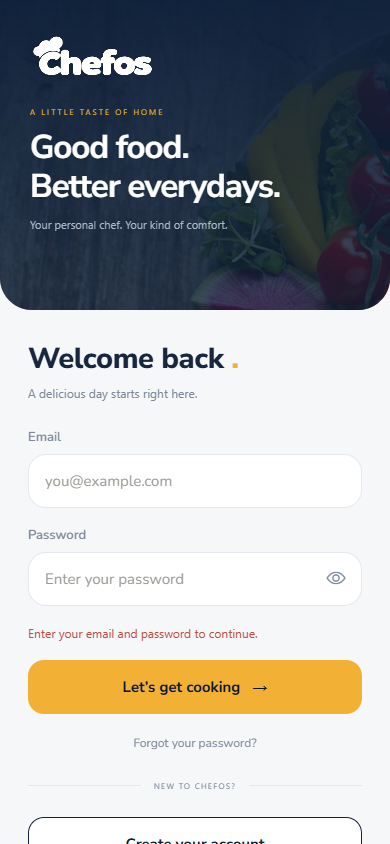 Chefos
A LITTLE TASTE OF HOME
Good food.
Better everydays.
Your personal chef. Your kind of comfort.
Welcome back .
A delicious day starts right here.
Email
you@example.com
Password
Enter your password
Enter your email and password to continue.
Let's get cooking →
Forgot your password?
NEW TO CHEFOS?
Create your account